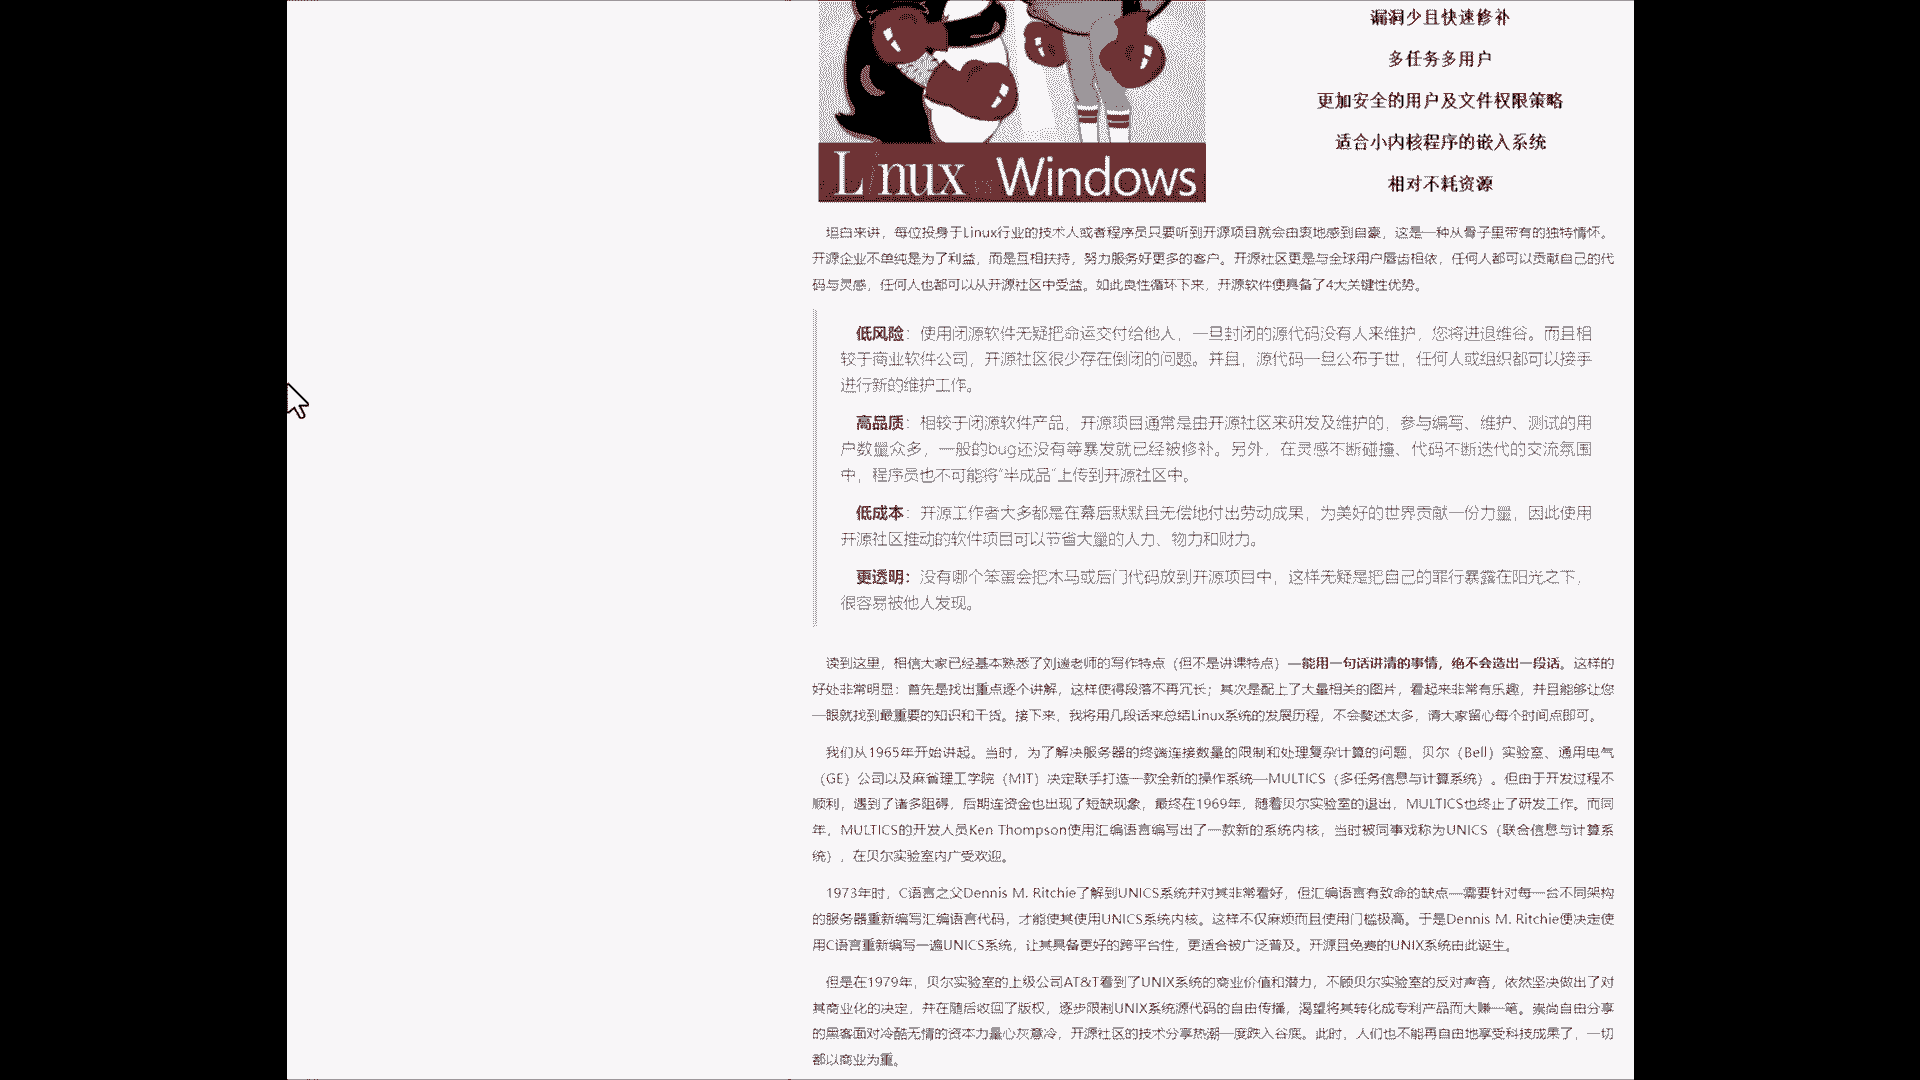 漏洞少且快速修补
多任务多用户
更加安全的用户及文件权限策略
适合小内核程序的嵌入系统
相对不耗资源
Linux Windows
坦白来讲，每位投身于Linux行业的技术人或者程序员只要听到开源项目就会由衷地感到自豪，这是一种从骨子里带有的独特情怀。
开源企业不单纯是为了利益，而是互相扶持，努力服务好更多的客户。开源社区更是与全球用户唇齿相依，任何人都可以贡献自己的代
码与灵感，任何人也都可以从开源社区中受益。如此良性循环下来，开源软件便具备了4大关键性优势。
低风险：使用闭源软件无疑把命运交付给他人，一旦封闭的源代码没有人来维护，您将进退维谷。而且相
较于商业软件公司，开源社区很少存在倒闭的问题。并且，源代码一旦公布于世，任何人或组织都可以接手
进行新的维护工作。
高品质：相较于闭源软件产品，开源项目通常是由开源社区来研发及维护的，参与编写、维护、测试的用
户数量众多，一般的bug还没有等暴发就已经被修补。另外，在灵感不断碰撞、代码不断迭代的交流氛围
中，程序员也不可能将“半成品”上传到开源社区中。
低成本：开源工作者大多都是在幕后默默且无偿地付出劳动成果，为美好的世界贡献一份力量，因此使用
开源社区推动的软件项目可以节省大量的人力、物力和财力。
更透明：没有哪个笨蛋会把木马或后门代码放到开源项目中，这样无疑是把自己的罪行暴露在阳光之下，
很容易被他人发现。
读到这里，相信大家已经基本熟悉了刘遄老师的写作特点（但不是讲课特点）—能用一句话讲清的事情，绝不会造出一段话。这样的
好处非常明显：首先是找出重点逐个讲解，这样使得段落不再冗长；其次是配上了大量相关的图片，看起来非常有乐趣，并且能够让您
一眼就找到最重要的知识和干货。接下来，我将用几段话来总结Linux系统的发展历程，不会整述太多，请大家留心每个时间点即可。
我们从1965年开始讲起。当时，为了解决服务器的终端连接数量的限制和处理复杂计算的问题，贝尔（Bell）实验室、通用电气
（GE）公司以及麻省理工学院（MIT）决定联手打造一款全新的操作系统—MULTICS（多任务信息与计算系统）。但由于开发过程不
顺利，遇到了诸多阻碍，后期连资金也出现了短缺现象，最终在1969年，随着贝尔实验室的退出，MULTICS也终止了研发工作。而同
年，MULTICS的开发人员Ken Thompson使用汇编语言编写出了一款新的系统内核，当时被同事戏称为UNICS（联合信息与计算系
统），在贝尔实验室内广受欢迎。
1973年时，C语言之父Dennis M. Ritchie了解到UNICS系统并对其非常看好，但汇编语言有致命的缺点—需要针对每一台不同架构
的服务器重新编写汇编语言代码，才能使其使用UNICS系统内核。这样不仅麻烦而且使用门槛极高。于是Dennis M. Ritchie便决定使
用C语言重新编写一遍UNICS系统，让其具备更好的跨平台性，更适合被广泛普及。开源且免费的UNIX系统由此诞生。
但是在1979年，贝尔实验室的上级公司AT&T看到了UNIX系统的商业价值和潜力，不顾贝尔实验室的反对声音，依然坚决做出了对
其商业化的决定，并在随后收回了版权，逐步限制UNIX系统源代码的自由传播，渴望将其转化成专利产品而大赚一笔。崇尚自由分享
的黑客面对冷酷无情的资本力量心灰意冷，开源社区的技术分享热潮一度跌入谷底。此时，人们也不能再自由地享受科技成果了，一切
都以商业为重。